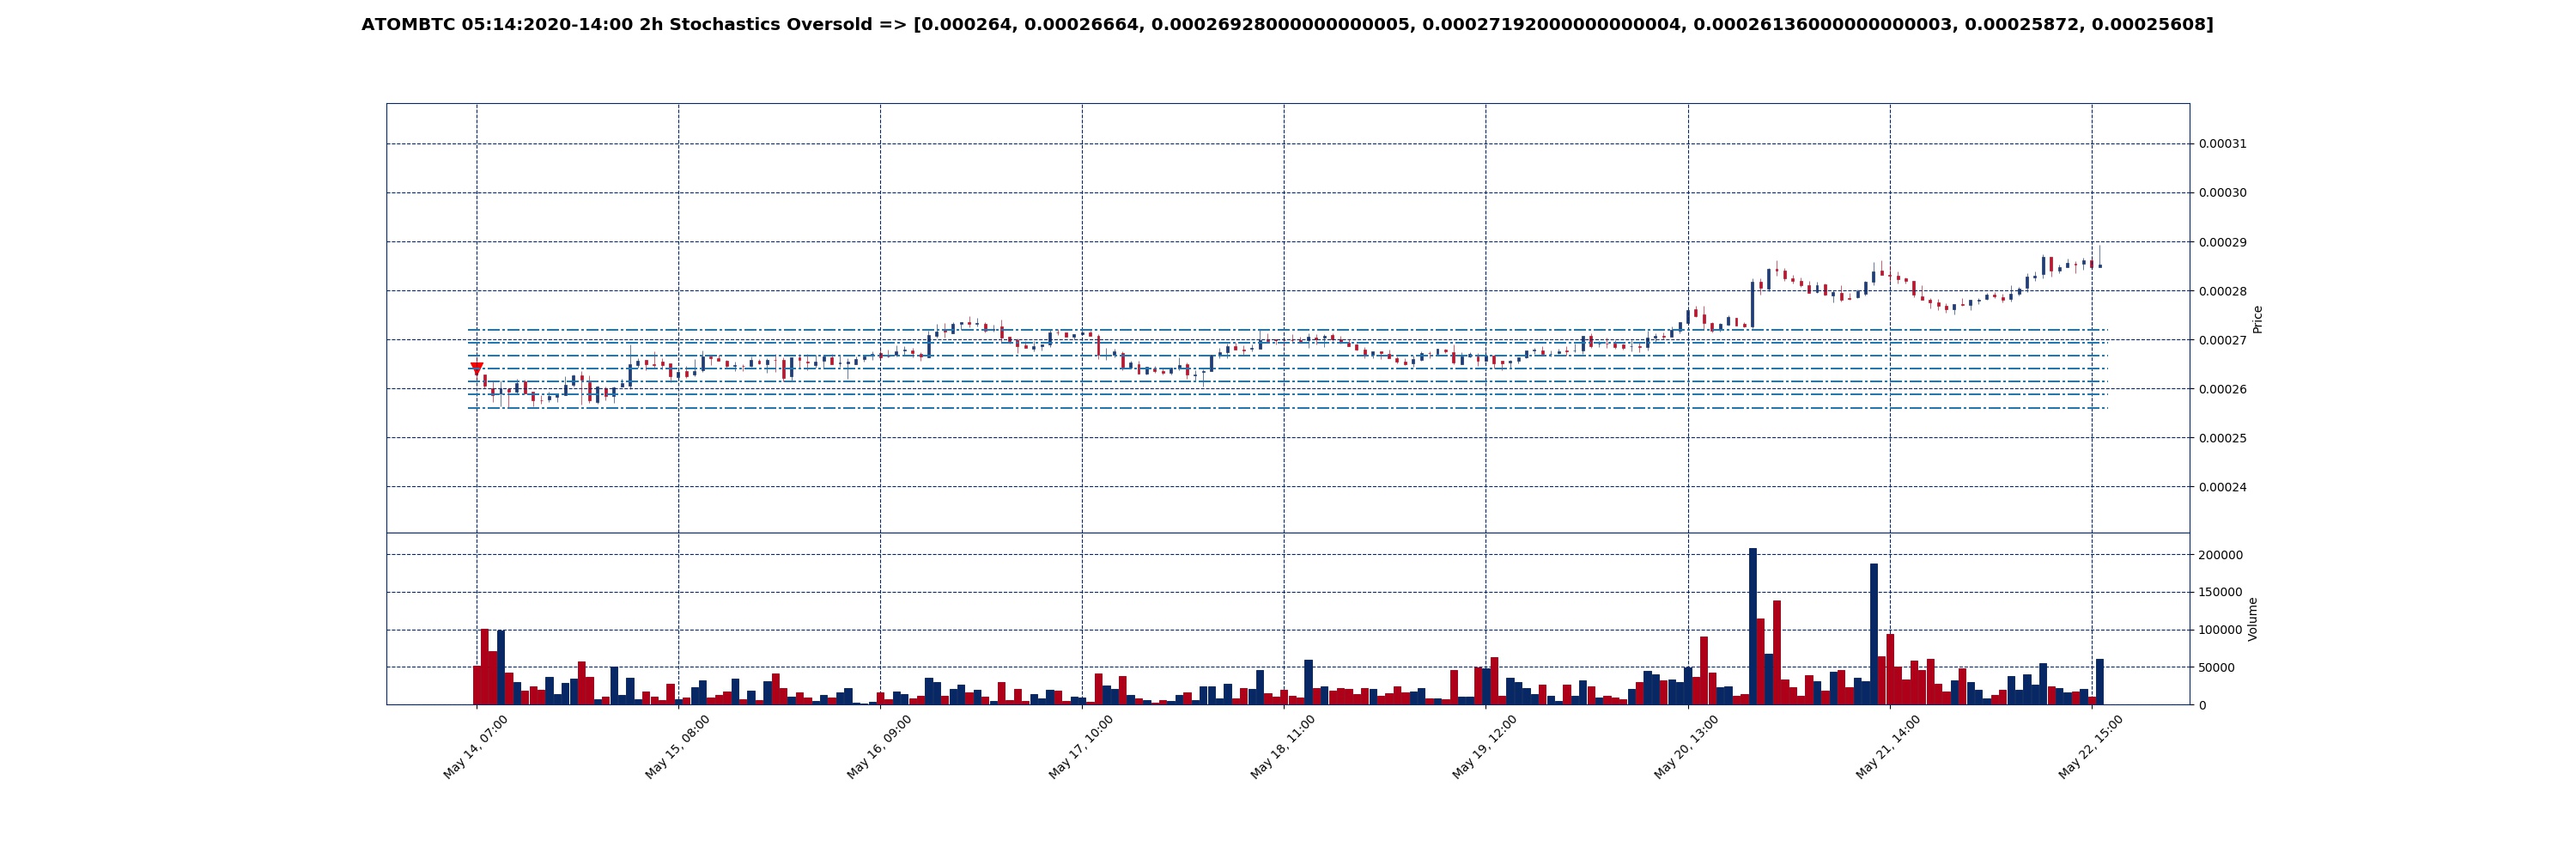 ATOMBTC 05:14:2020-14:00 2h Stochastics Oversold => [0.000264, 0.00026664, 0.00026928000000000005, 0.00027192000000000004, 0.00026136000000000003, 0.00025872, 0.00025608]
0.00031
0.00030
0.00029
0.00028
0.00027
0.00026
0.00025
0.00024
Price
200000
150000
100000
50000
0
Volume
May 14, 07:00
May 15, 08:00
May 16, 09:00
May 17, 10:00
May 18, 11:00
May 19, 12:00
May 20, 13:00
May 21, 14:00
May 22, 15:00